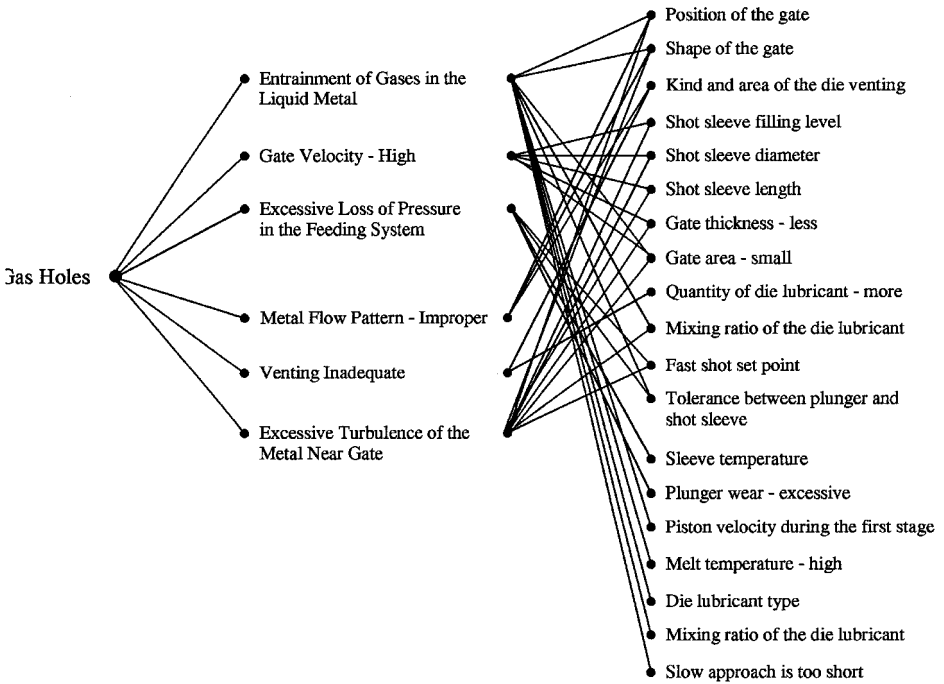 Gas Holes
Entrainment of Gases in the
Liquid Metal
Gate Velocity - High
Excessive Loss of Pressure
in the Feeding System
Metal Flow Pattern - Improper
Venting Inadequate
Excessive Turbulence of the
Metal Near Gate
Position of the gate
Shape of the gate
Kind and area of the die venting
Shot sleeve filling level
Shot sleeve diameter
Shot sleeve length
Gate thickness - less
Gate area - small
Quantity of die lubricant - more
Mixing ratio of the die lubricant
Fast shot set point
Tolerance between plunger and
shot sleeve
Sleeve temperature
Plunger wear - excessive
Piston velocity during the first stage
Melt temperature - high
Die lubricant type
Mixing ratio of the die lubricant
Slow approach is too short